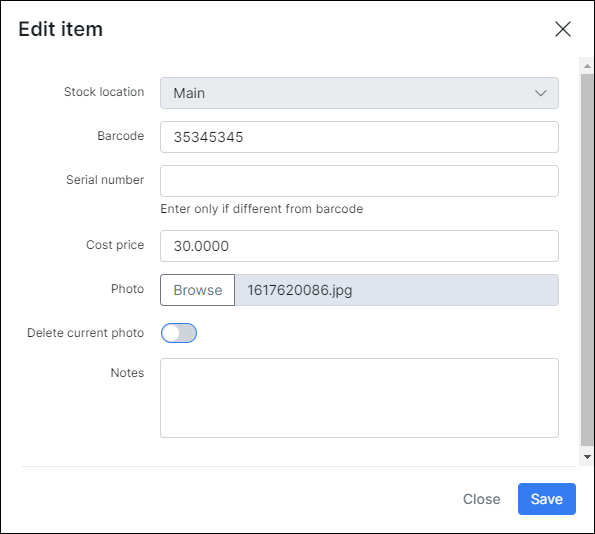 Edit item
Stock location Main
Barcode 35345345
Serial number
Enter only if different from barcode
Cost price 30.0000
Photo Browse 1617620086.jpg
Delete current photo
Notes
Close Save